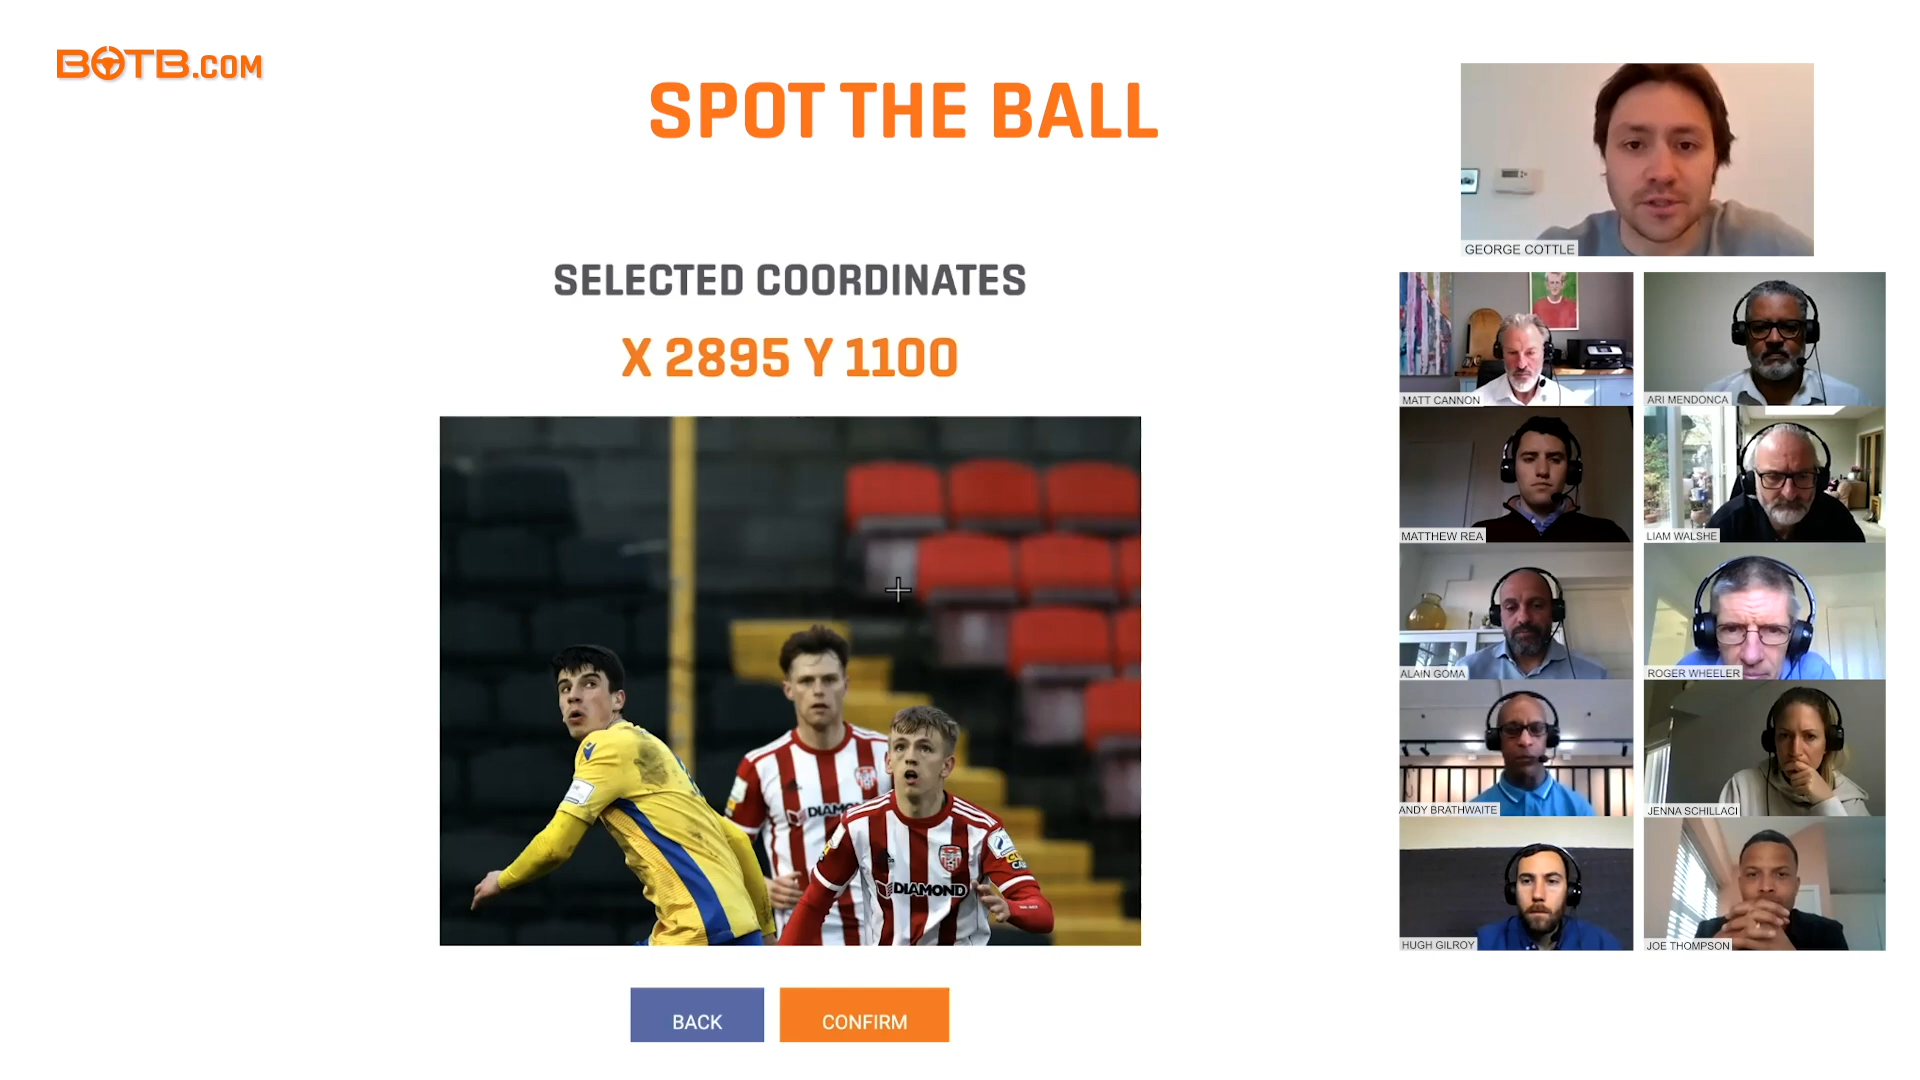 BOTB.COM
SPOT THE BALL
SELECTED COORDINATES
X 2895 Y 1100
DIAMOND
BACK
CONFIRM
GEORGE COTTLE
MATT CANNON
ARI MENDONCA
MATTHEW REA
LIAM WALSHE
ALAIN GOMA
ROGER WHEELER
ANDY BRATHWAITE
JENNA SCHILLACI
HUGH GILROY
JOE THOMPSON